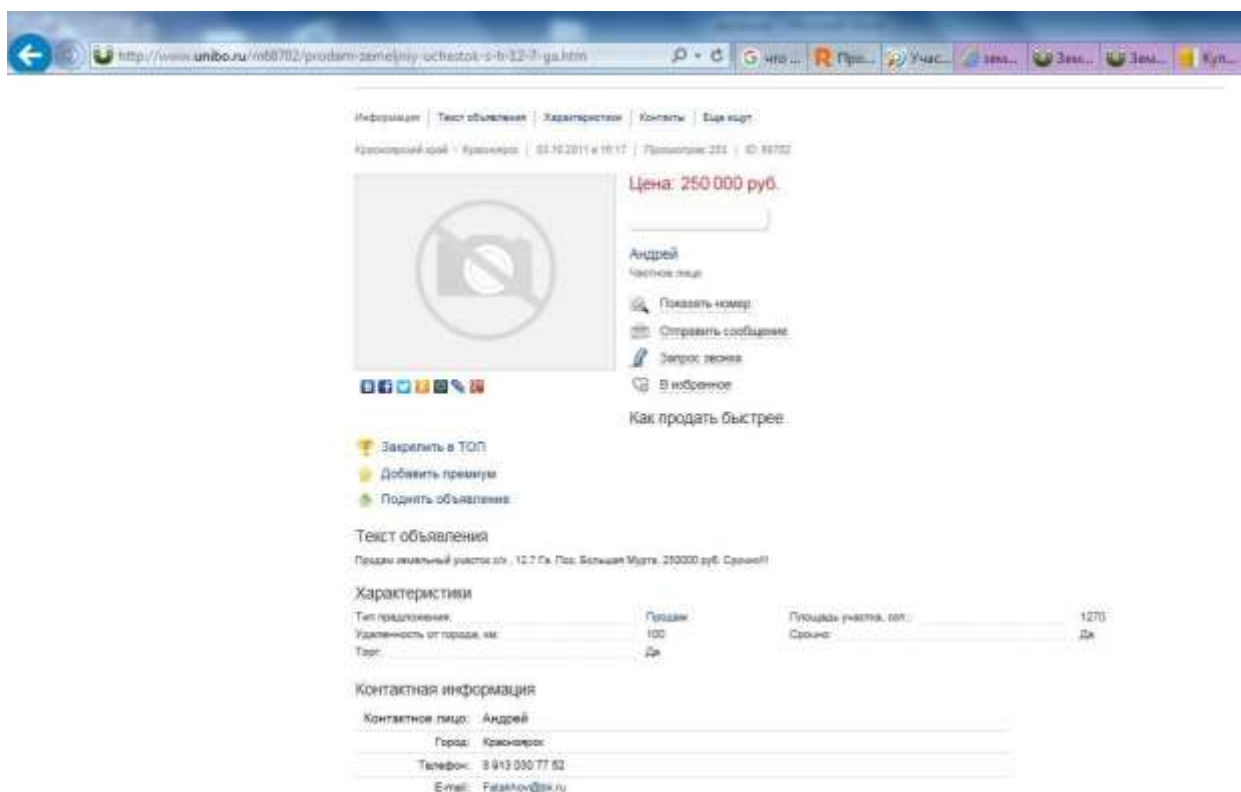 http://www.unibo.ru/m68702/prodam-zemeljniy-uchastok-s-h-12-7-ga.htm
Информация | Текст объявления | Характеристики | Контакты | Еще ищут
Красноярский край - Красноярск | 03.10.2011 в | Просмотров: 253 | ID: 68702
Цена: 250 000 руб.
Андрей
Частное лицо
Показать номер
Отправить сообщение
Запрос звонка
В избранное
Как продать быстрее
Закрепить в ТОП
Добавить премиум
Поднять объявление
Текст объявления
Продам земельный участок с/х , 12.7 Га. Поз. Большая Мурта. 250000 руб. Срочно!!!
Характеристики
Тип предложения: Продам Площадь участка, сот.: 1270
Удаленность от города, км: 100 Срочно: Да
Торг: Да
Контактная информация
Контактное лицо: Андрей
Город: Красноярск
Телефон: 8 913 030 77 52
E-mail: Fatakhov@bk.ru